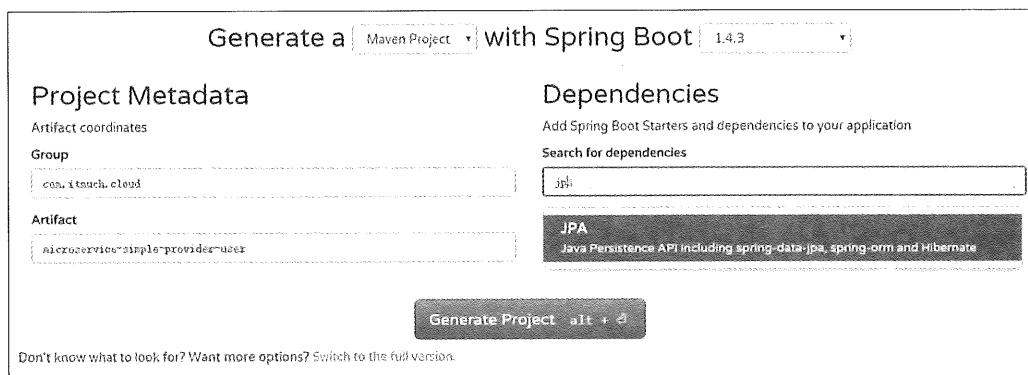 Generate a Maven Project with Spring Boot 1.4.3
Project Metadata
Artifact coordinates
Group
com.itmuch.cloud
Artifact
microservice-simple-provider-user
Dependencies
Add Spring Boot Starters and dependencies to your application
Search for dependencies
JPA
Java Persistence API including spring-data-jpa, spring-orm and Hibernate
Generate Project alt +
Don't know what to look for? Want more options? Switch to the full version.